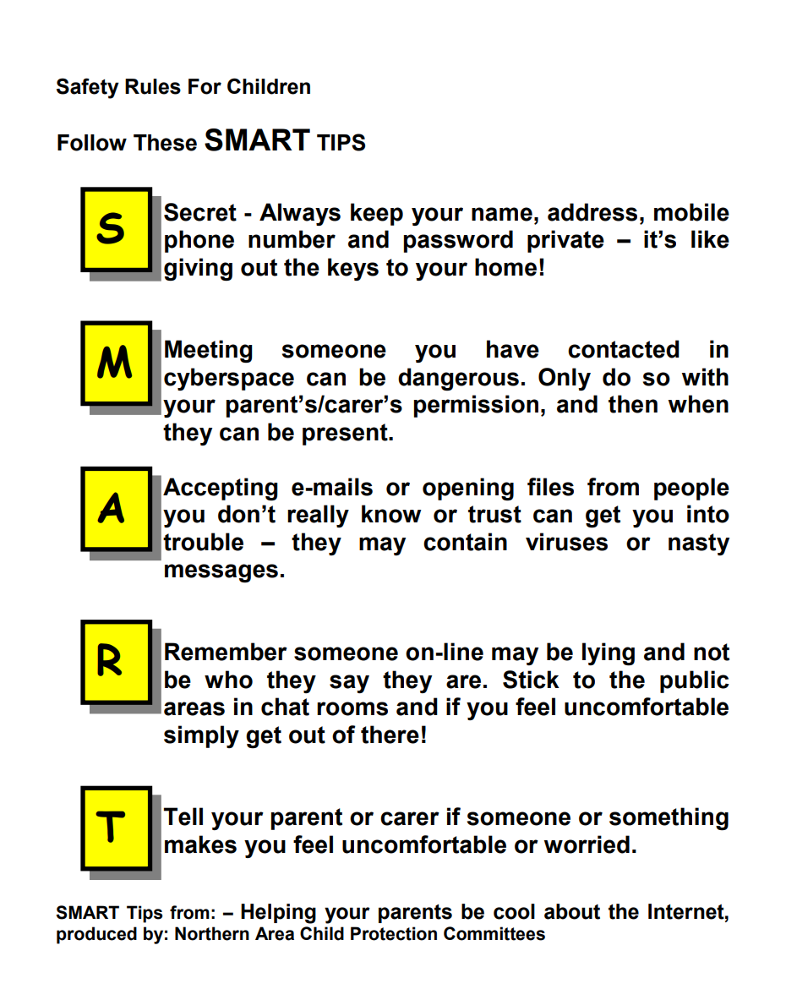 Safety Rules For Children
Follow These SMART TIPS
S
Secret - Always keep your name, address, mobile
phone number and password private – it’s like
giving out the keys to your home!
M
Meeting someone you have contacted in
cyberspace can be dangerous. Only do so with
your parent’s/carer’s permission, and then when
they can be present.
A
Accepting e-mails or opening files from people
you don’t really know or trust can get you into
trouble – they may contain viruses or nasty
messages.
R
Remember someone on-line may be lying and not
be who they say they are. Stick to the public
areas in chat rooms and if you feel uncomfortable
simply get out of there!
T
Tell your parent or carer if someone or something
makes you feel uncomfortable or worried.
SMART Tips from: – Helping your parents be cool about the Internet,
produced by: Northern Area Child Protection Committees